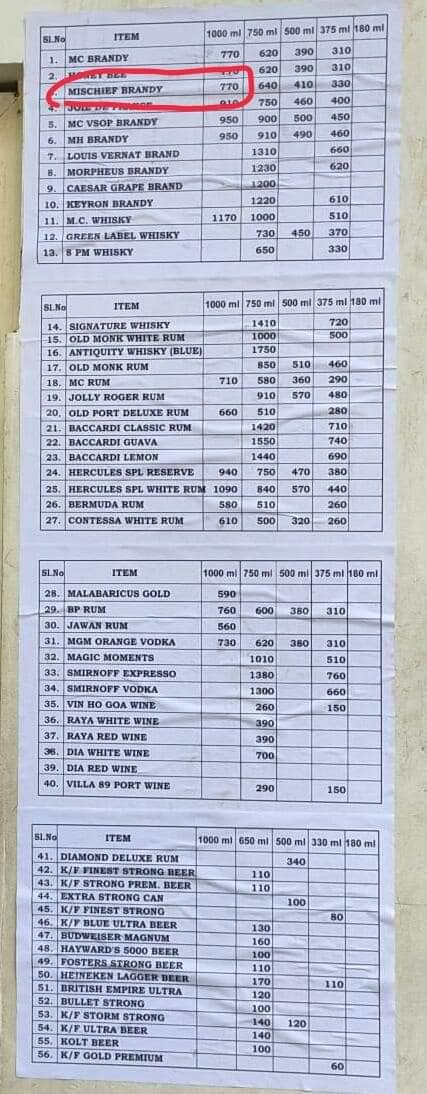 Sl.No ITEM 1000 ml 750 ml 500 ml 375 ml 180 ml
1. MC BRANDY 770 620 390 310
2. HONEY BEE 770 620 390 310
MISCHIEF BRANDY 770 640 410 330
4. JOIE DE FRANCE 910 750 460 400
5. MC VSOP BRANDY 950 900 500 450
6. MH BRANDY 950 910 490 460
7. LOUIS VERNAT BRAND 1310 660
8. MORPHEUS BRANDY 1230 620
9. CAESAR GRAPE BRAND 1200
10. KEYRON BRANDY 1220 610
11. M.C. WHISKY 1170 1000 510
12. GREEN LABEL WHISKY 730 450 370
13. 8 PM WHISKY 650 330
Sl.No ITEM 1000 ml 750 ml 500 ml 375 ml 180 ml
14. SIGNATURE WHISKY 1410 720
15. OLD MONK WHITE RUM 1000 500
16. ANTIQUITY WHISKY (BLUE) 1750
17. OLD MONK RUM 850 510 460
18. MC RUM 710 580 360 290
19. JOLLY ROGER RUM 910 570 480
20. OLD PORT DELUXE RUM 660 510 280
21. BACCARDI CLASSIC RUM 1420 710
22. BACCARDI GUAVA 1550 740
23. BACCARDI LEMON 1440 690
24. HERCULES SPL RESERVE 940 750 470 380
25. HERCULES SPL WHITE RUM 1090 840 570 440
26. BERMUDA RUM 580 510 260
27. CONTESSA WHITE RUM 610 500 320 260
Sl.No ITEM 1000 ml 750 ml 500 ml 375 ml 180 ml
28. MALABARICUS GOLD 590
29. BP RUM 760 600 380 310
30. JAWAN RUM 560
31. MGM ORANGE VODKA 730 620 380 310
32. MAGIC MOMENTS 1010 510
33. SMIRNOFF EXPRESSO 1380 760
34. SMIRNOFF VODKA 1300 660
35. VIN HO GOA WINE 260 150
36. RAYA WHITE WINE 390
37. RAYA RED WINE 390
38. DIA WHITE WINE 700
39. DIA RED WINE
40. VILLA 89 PORT WINE 290 150
Sl.No ITEM 1000 ml 650 ml 500 ml 330 ml 180 ml
41. DIAMOND DELUXE RUM 340
42. K/F FINEST STRONG BEER 110
43. K/F STRONG PREM. BEER 110
44. EXTRA STRONG CAN 100
45. K/F FINEST STRONG 80
46. K/F BLUE ULTRA BEER 130
47. BUDWEISER MAGNUM 160
48. HAYWARD'S 5000 BEER 100
49. FOSTERS STRONG BEER 110
50. HEINEKEN LAGGER BEER 170 110
51. BRITISH EMPIRE ULTRA 120
52. BULLET STRONG 100
53. K/F STORM STRONG 140 120
54. K/F ULTRA BEER 140
55. KOLT BEER 100
56. K/F GOLD PREMIUM 60